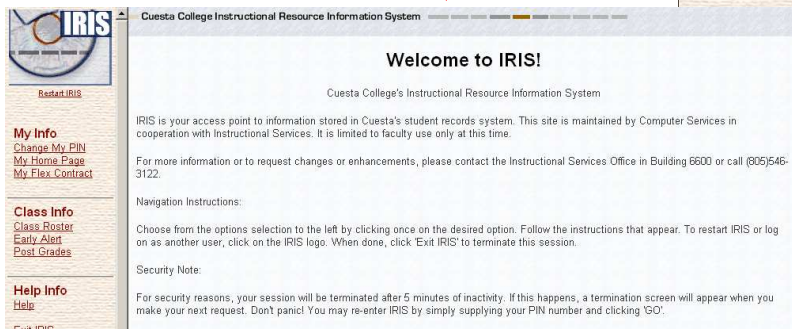 IRIS
Restart IRIS
My Info
Change My PIN
My Home Page
My Flex Contract
Class Info
Class Roster
Early Alert
Post Grades
Help Info
Help
Exit IRIS
Cuesta College Instructional Resource Information System
Welcome to IRIS!
Cuesta College's Instructional Resource Information System
IRIS is your access point to information stored in Cuesta's student records system. This site is maintained by Computer Services in
cooperation with Instructional Services. It is limited to faculty use only at this time.
For more information or to request changes or enhancements, please contact the Instructional Services Office in Building 6600 or call (805)546-
3122.
Navigation Instructions:
Choose from the options selection to the left by clicking once on the desired option. Follow the instructions that appear. To restart IRIS or log
on as another user, click on the IRIS logo. When done, click 'Exit IRIS' to terminate this session.
Security Note:
For security reasons, your session will be terminated after 5 minutes of inactivity. If this happens, a termination screen will appear when you
make your next request. Don't panic! You may re-enter IRIS by simply supplying your PIN number and clicking 'GO'.